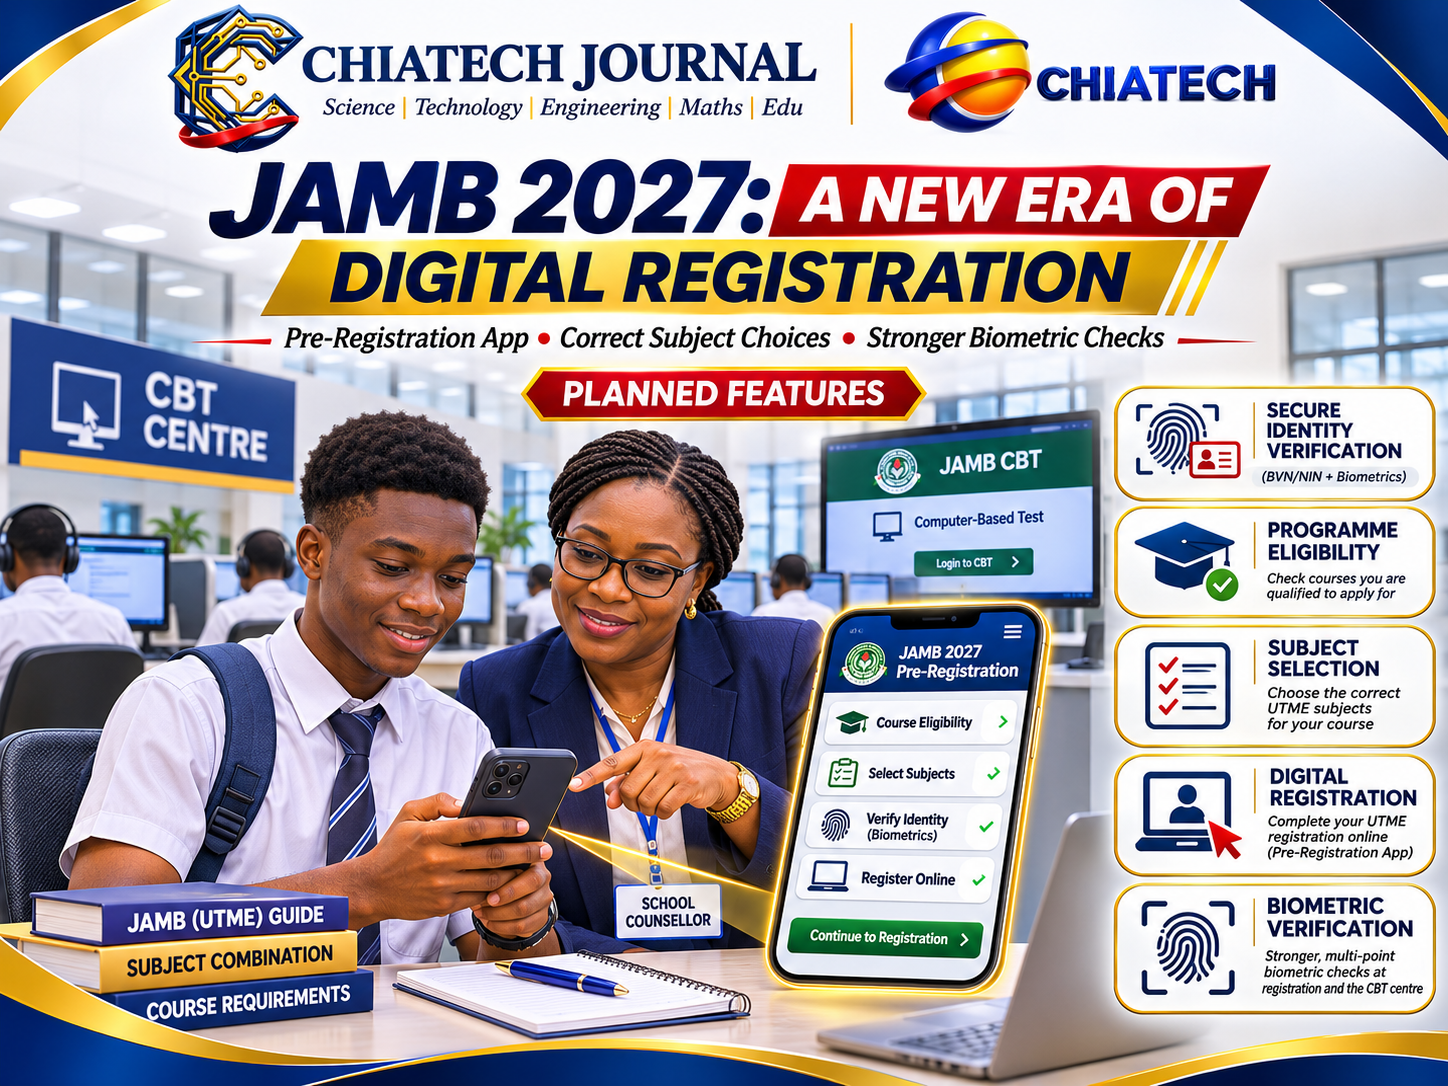 CHIATECH JOURNAL
Science | Technology | Engineering | Maths | Edu
CHIATECH
JAMB 2027: A NEW ERA OF
DIGITAL REGISTRATION
Pre-Registration App • Correct Subject Choices • Stronger Biometric Checks
PLANNED FEATURES
CBT
CENTRE
JAMB CBT
Computer-Based Test
Login to CBT
JAMB 2027
Pre-Registration
Course Eligibility
Select Subjects
Verify Identity
(Biometrics)
Register Online
Continue to Registration
SCHOOL
COUNSELLOR
JAMB (UTME) GUIDE
SUBJECT COMBINATION
COURSE REQUIREMENTS
SECURE
IDENTITY
VERIFICATION
(BVN/NIN + Biometrics)
PROGRAMME
ELIGIBILITY
Check courses you are
qualified to apply for
SUBJECT
SELECTION
Choose the correct
UTME subjects
for your course
DIGITAL
REGISTRATION
Complete your UTME
registration online
(Pre-Registration App)
BIOMETRIC
VERIFICATION
Stronger, multi-point
biometric checks at
registration and the CBT centre